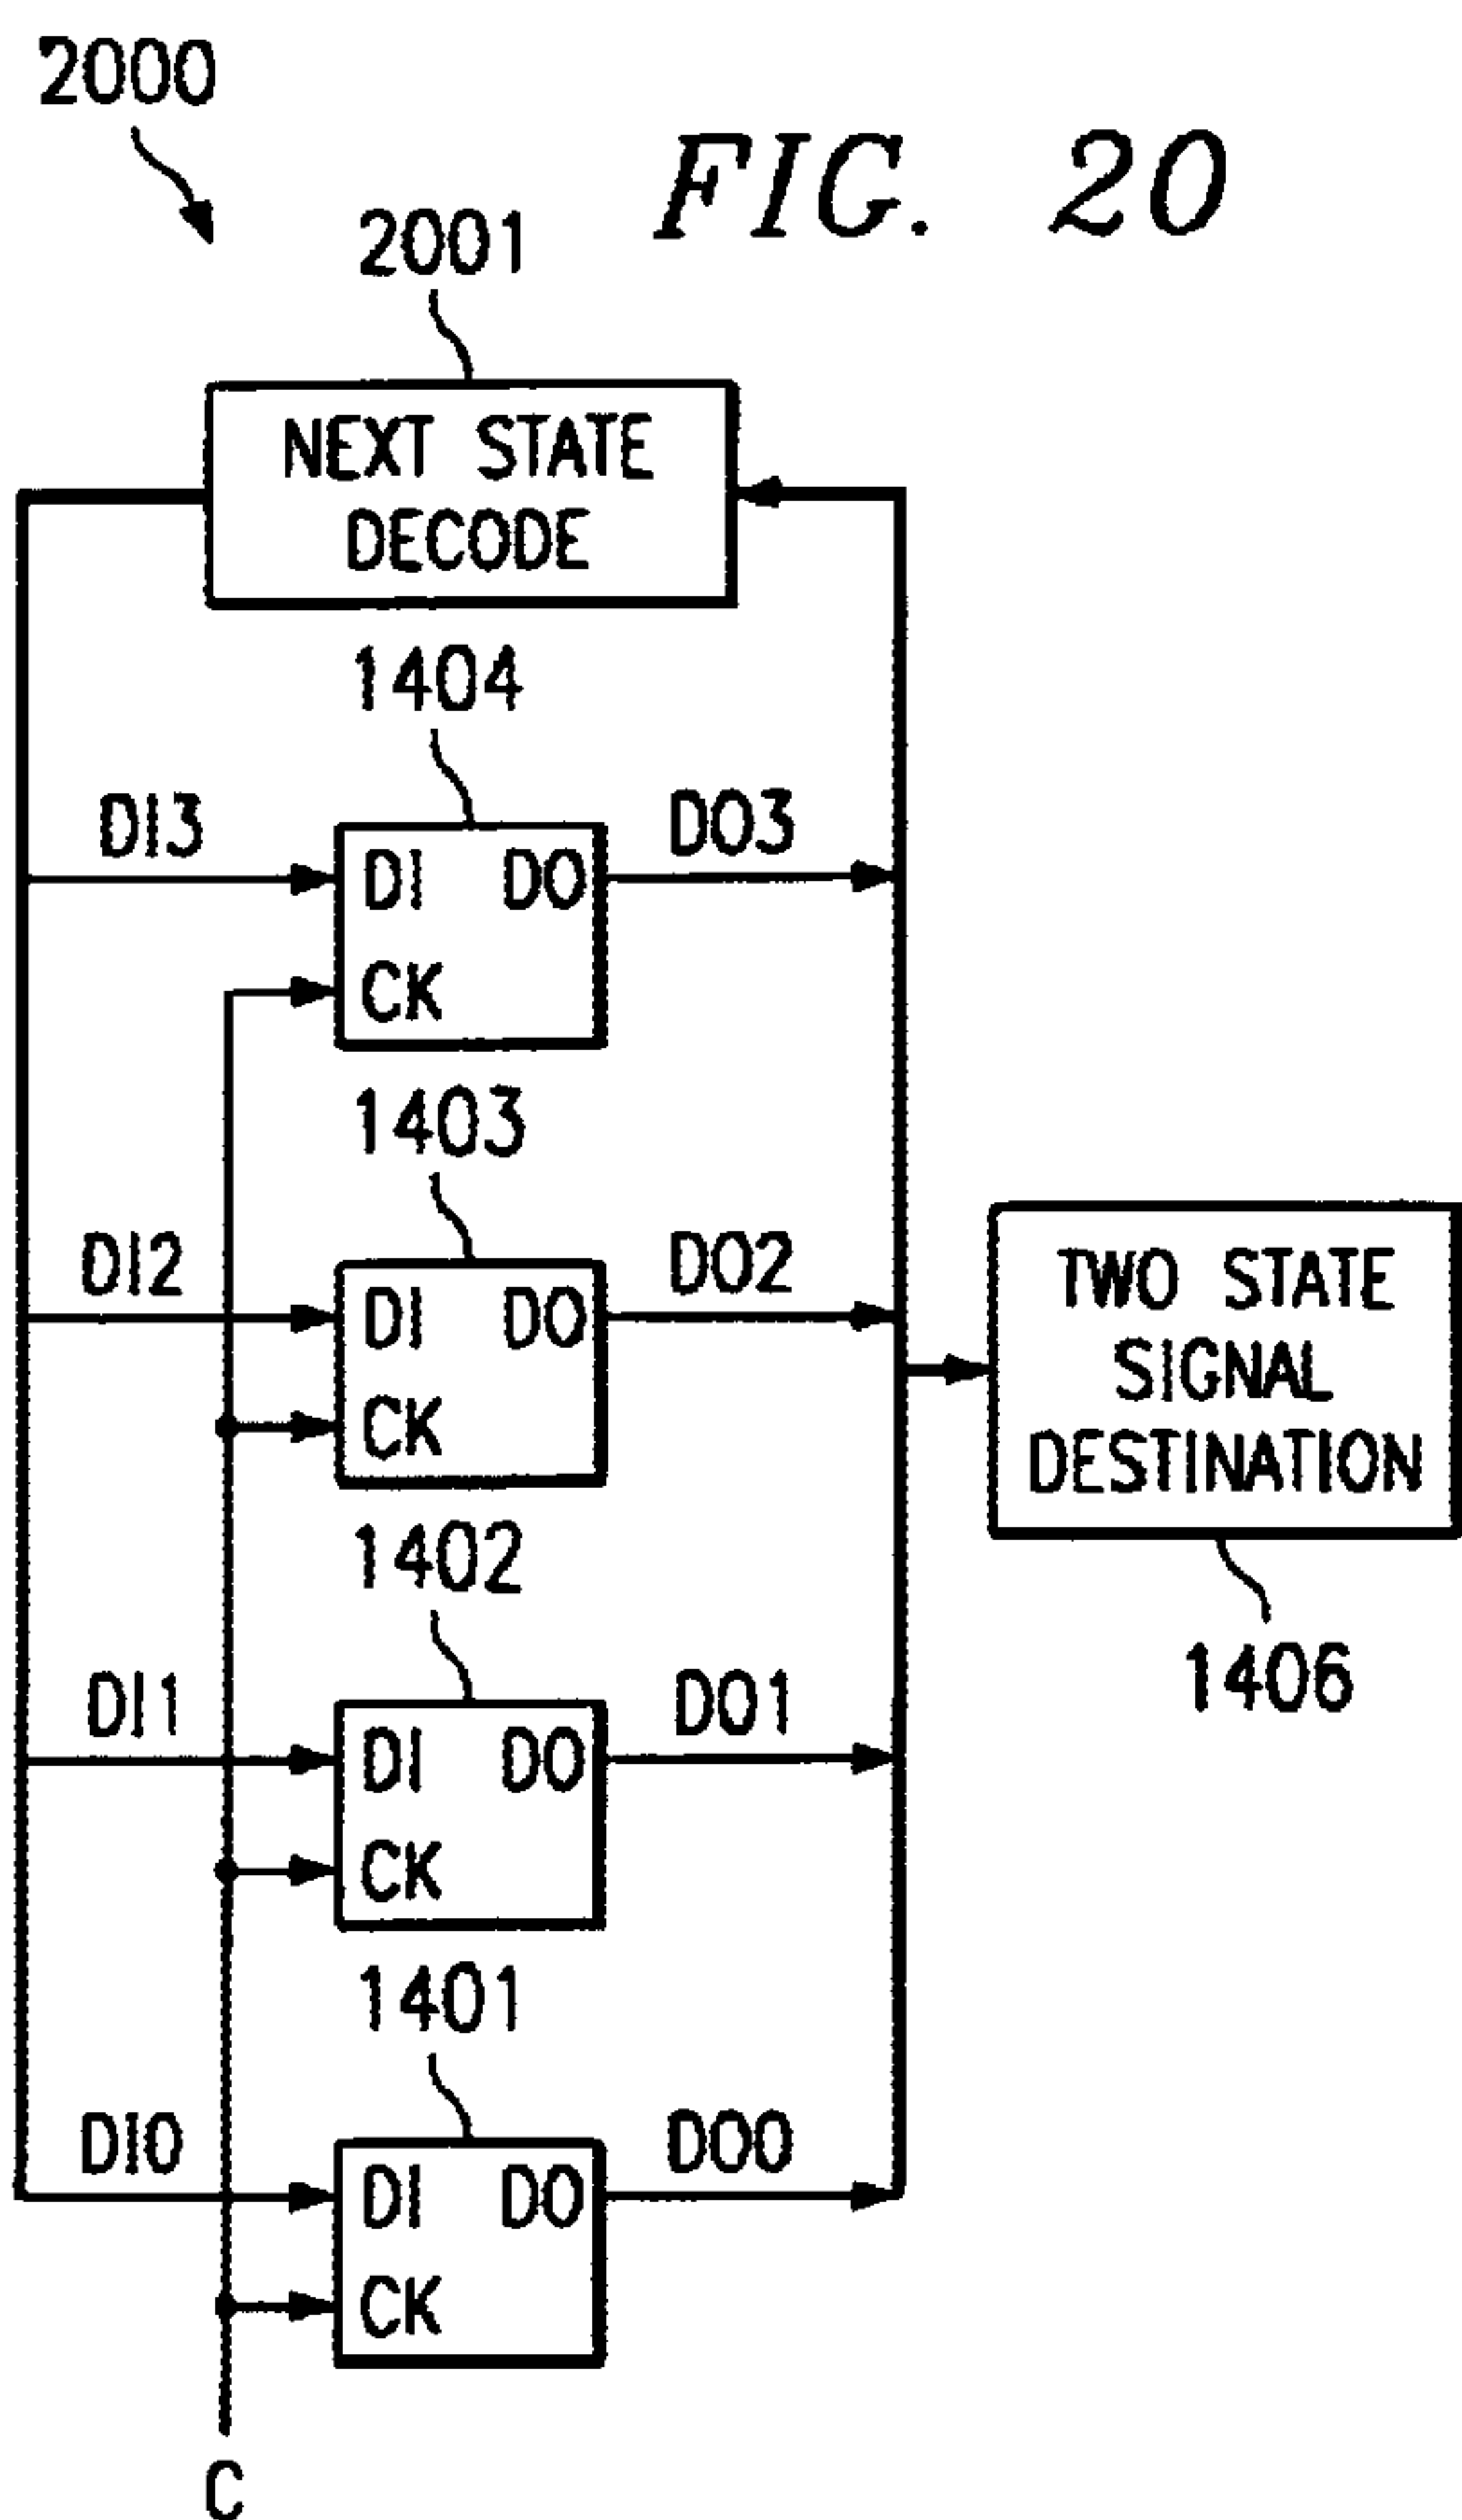 2000
FIG. 20
2001
NEXT STATE
DECODE
1404
DI3
DO3
DI DO
CK
1403
DI2
DO2
DI DO
CK
TWO STATE
SIGNAL
DESTINATION
1402
1406
DI1
DO1
DI DO
CK
1401
DI0
DO0
DI DO
CK
C